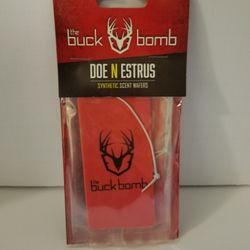 the
buck bomb
DOE N ESTRUS
SYNTHETIC SCENT WAFERS
the
buck bomb